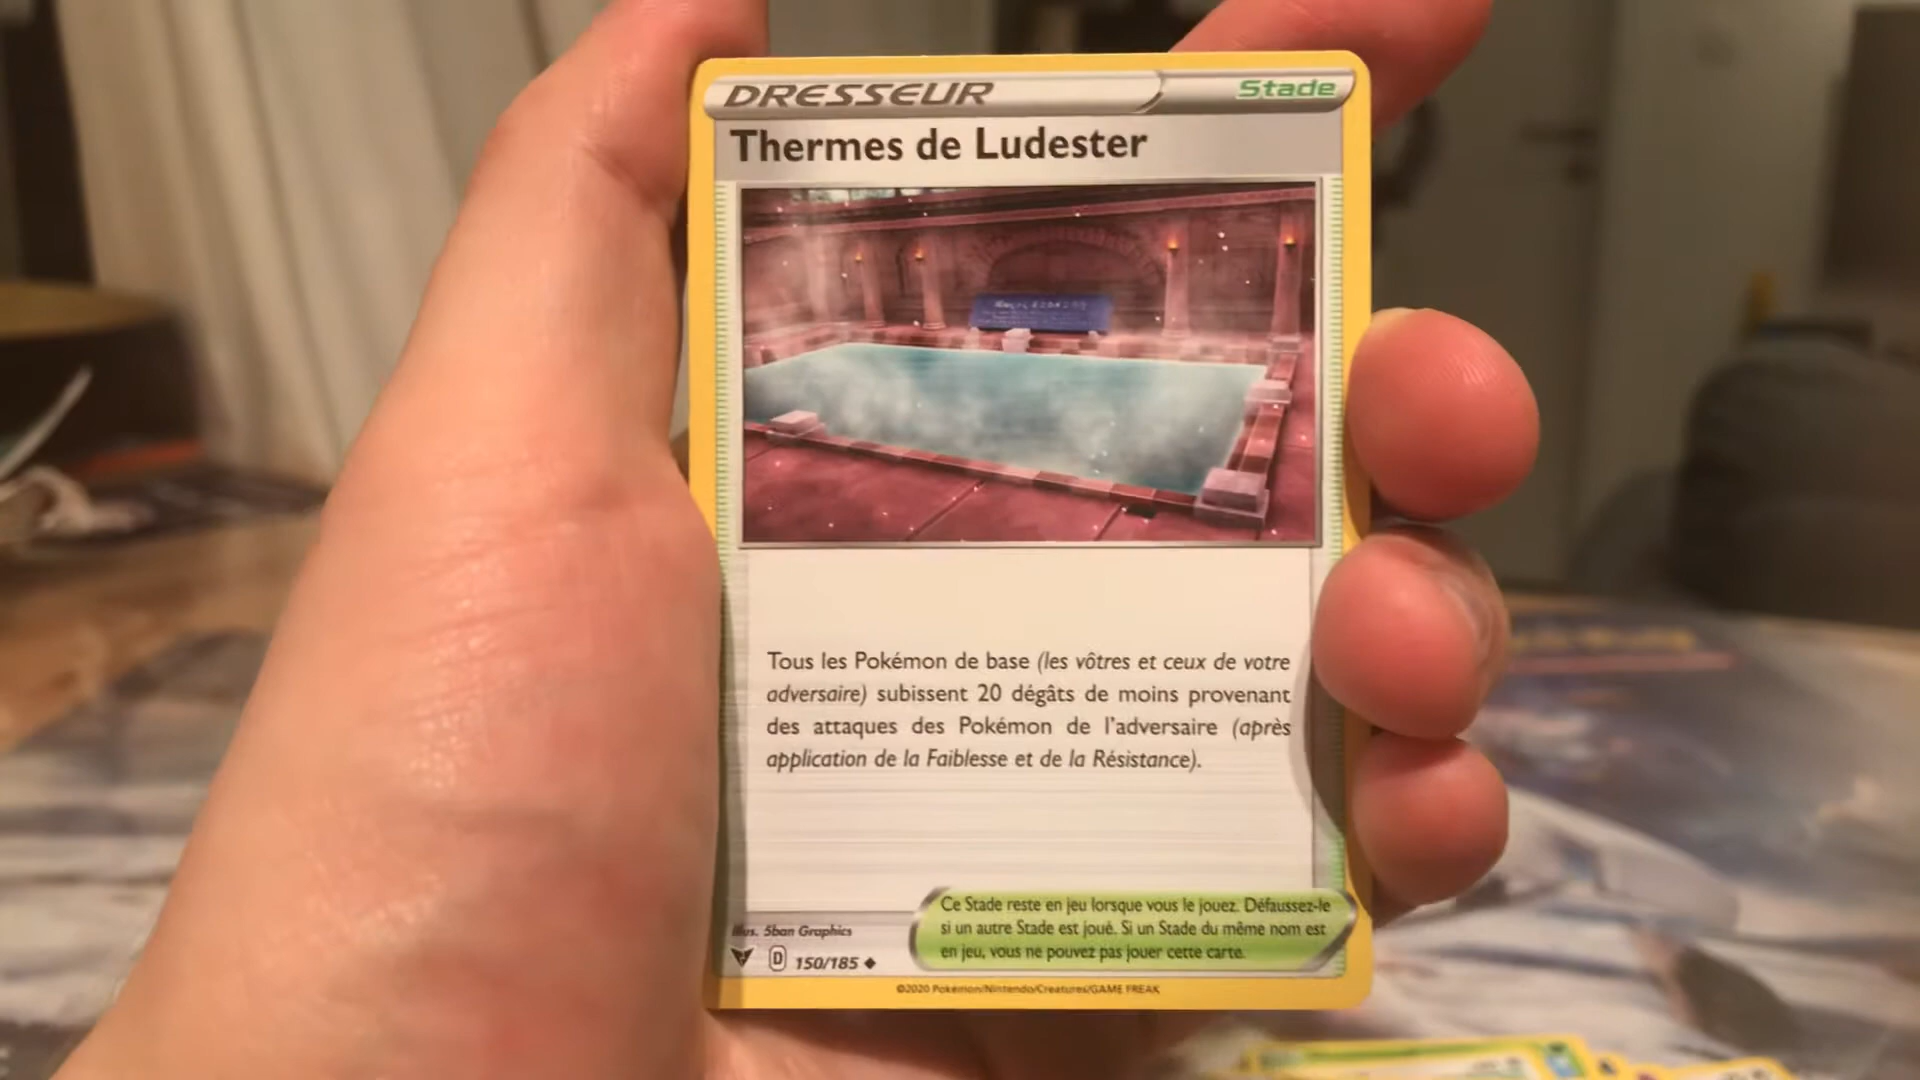 DRESSEUR
Stade
Thermes de Ludester
Tous les Pokémon de base (les vôtres et ceux de votre
adversaire) subissent 20 dégâts de moins provenant
des attaques des Pokémon de l'adversaire (après
application de la Faiblesse et de la Résistance).
Ce Stade reste en jeu lorsque vous le jouez. Défaussez-le
si un autre Stade est joué. Si un Stade du même nom est
en jeu, vous ne pouvez pas jouer cette carte.
Illus. 5ban Graphics
D 150/185
©2020 Pokémon/Nintendo/Creatures/GAME FREAK